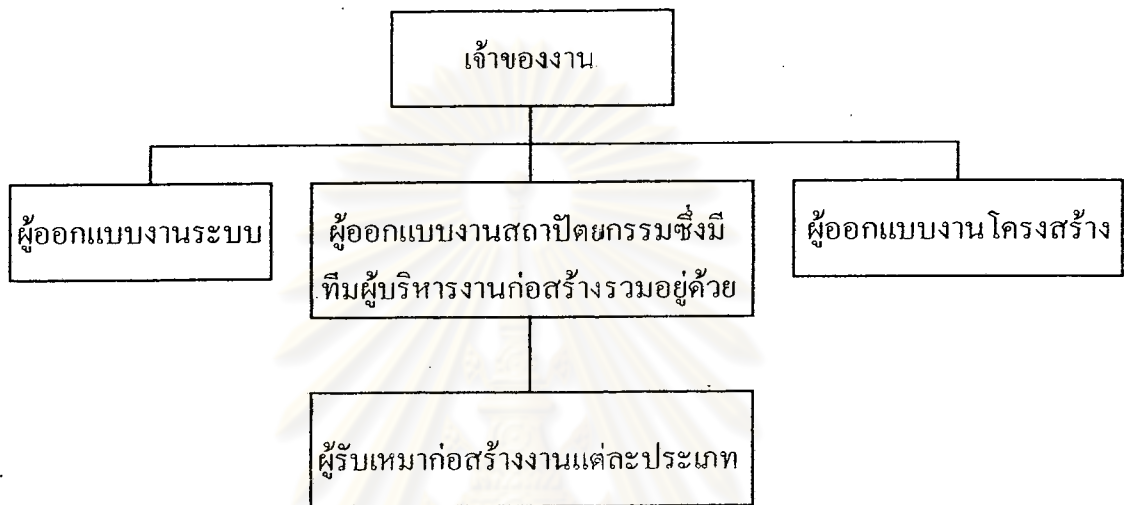 เจ้าของงาน
ผู้ออกแบบงานระบบ
ผู้ออกแบบงานสถาปัตยกรรมซึ่งมี
ทีมผู้บริหารงานก่อสร้างรวมอยู่ด้วย
ผู้ออกแบบงานโครงสร้าง
ผู้รับเหมาก่อสร้างงานแต่ละประเภท